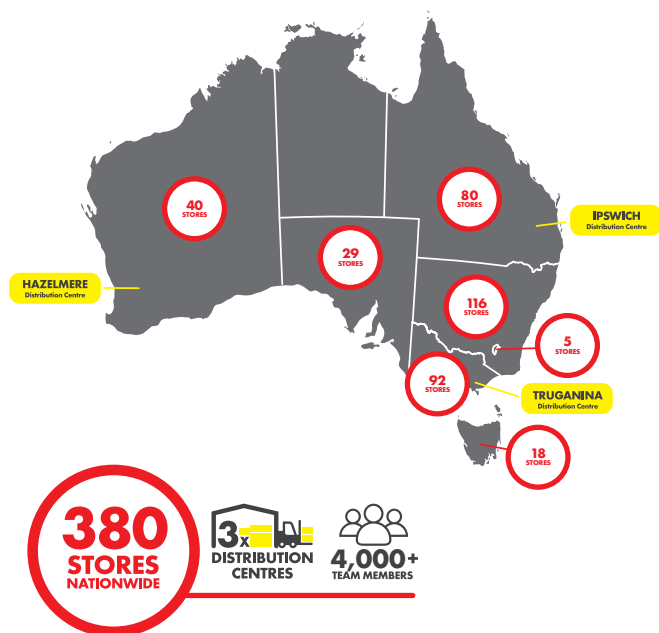 40
STORES
80
STORES
IPSWICH
Distribution Centre
29
STORES
HAZELMERE
Distribution Centre
116
STORES
5
STORES
92
STORES
TRUGANINA
Distribution Centre
18
STORES
380
STORES
NATIONWIDE
3x
DISTRIBUTION
CENTRES
4,000+
TEAM MEMBERS